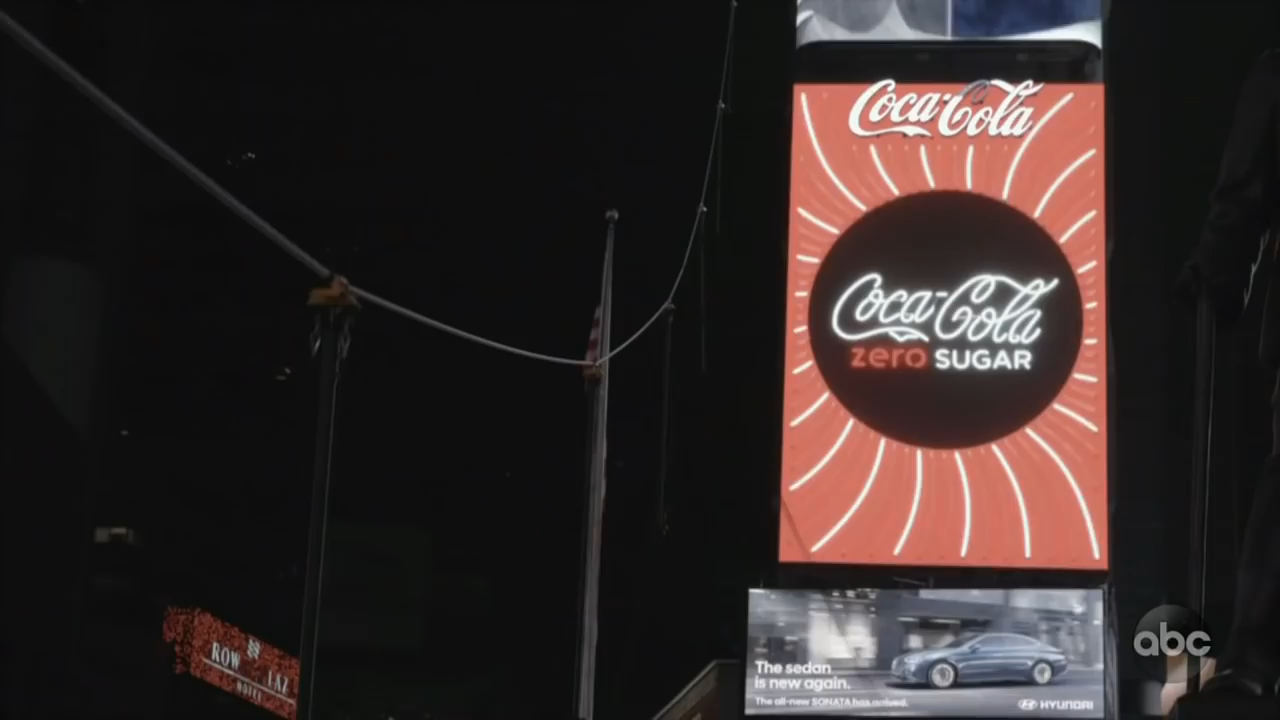 Coca-Cola
Coca-Cola
zero SUGAR
The sedan
is new again.
The all-new SONATA has arrived.
HYUNDAI
abc
ROW
HOTEL